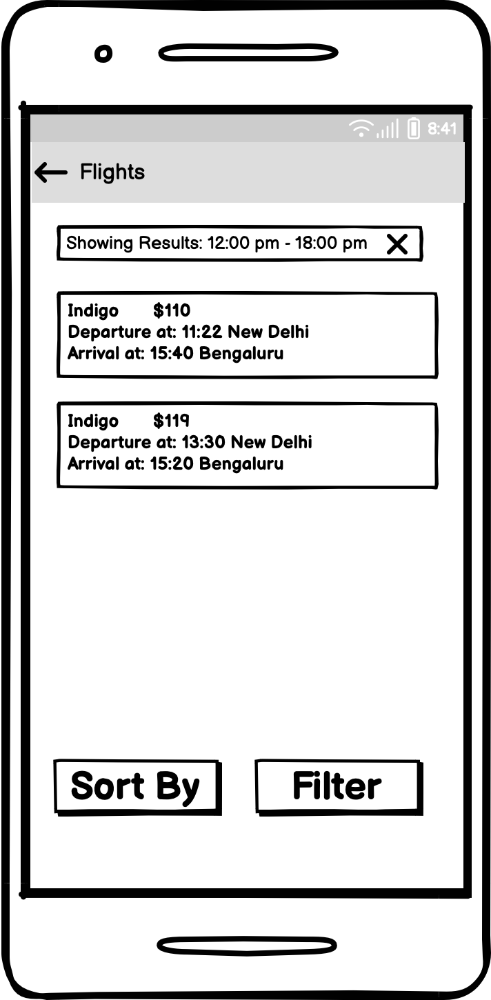 8:41
Flights
Showing Results: 12:00 pm - 18:00 pm
Indigo $110
Departure at: 11:22 New Delhi
Arrival at: 15:40 Bengaluru
Indigo $119
Departure at: 13:30 New Delhi
Arrival at: 15:20 Bengaluru
Sort By Filter